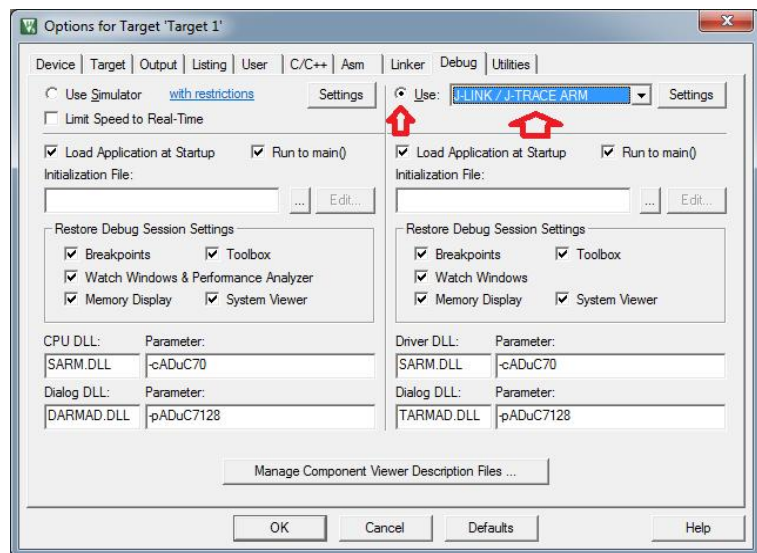 Options for Target 'Target 1'
Device Target Output Listing User C/C++ Asm Linker Debug Utilities
Use Simulator with restrictions Settings
Limit Speed to Real-Time
Load Application at Startup Run to main()
Initialization File:
... Edit...
Restore Debug Session Settings
Breakpoints Toolbox
Watch Windows & Performance Analyzer
Memory Display System Viewer
CPU DLL: Parameter:
SARM.DLL -cADuC70
Dialog DLL: Parameter:
DARMAD.DLL -pADuC7128
Use: J-LINK / J-TRACE ARM Settings
Load Application at Startup Run to main()
Initialization File:
... Edit...
Restore Debug Session Settings
Breakpoints Toolbox
Watch Windows
Memory Display System Viewer
Driver DLL: Parameter:
SARM.DLL -cADuC70
Dialog DLL: Parameter:
TARMAD.DLL -pADuC7128
Manage Component Viewer Description Files ...
OK Cancel Defaults Help